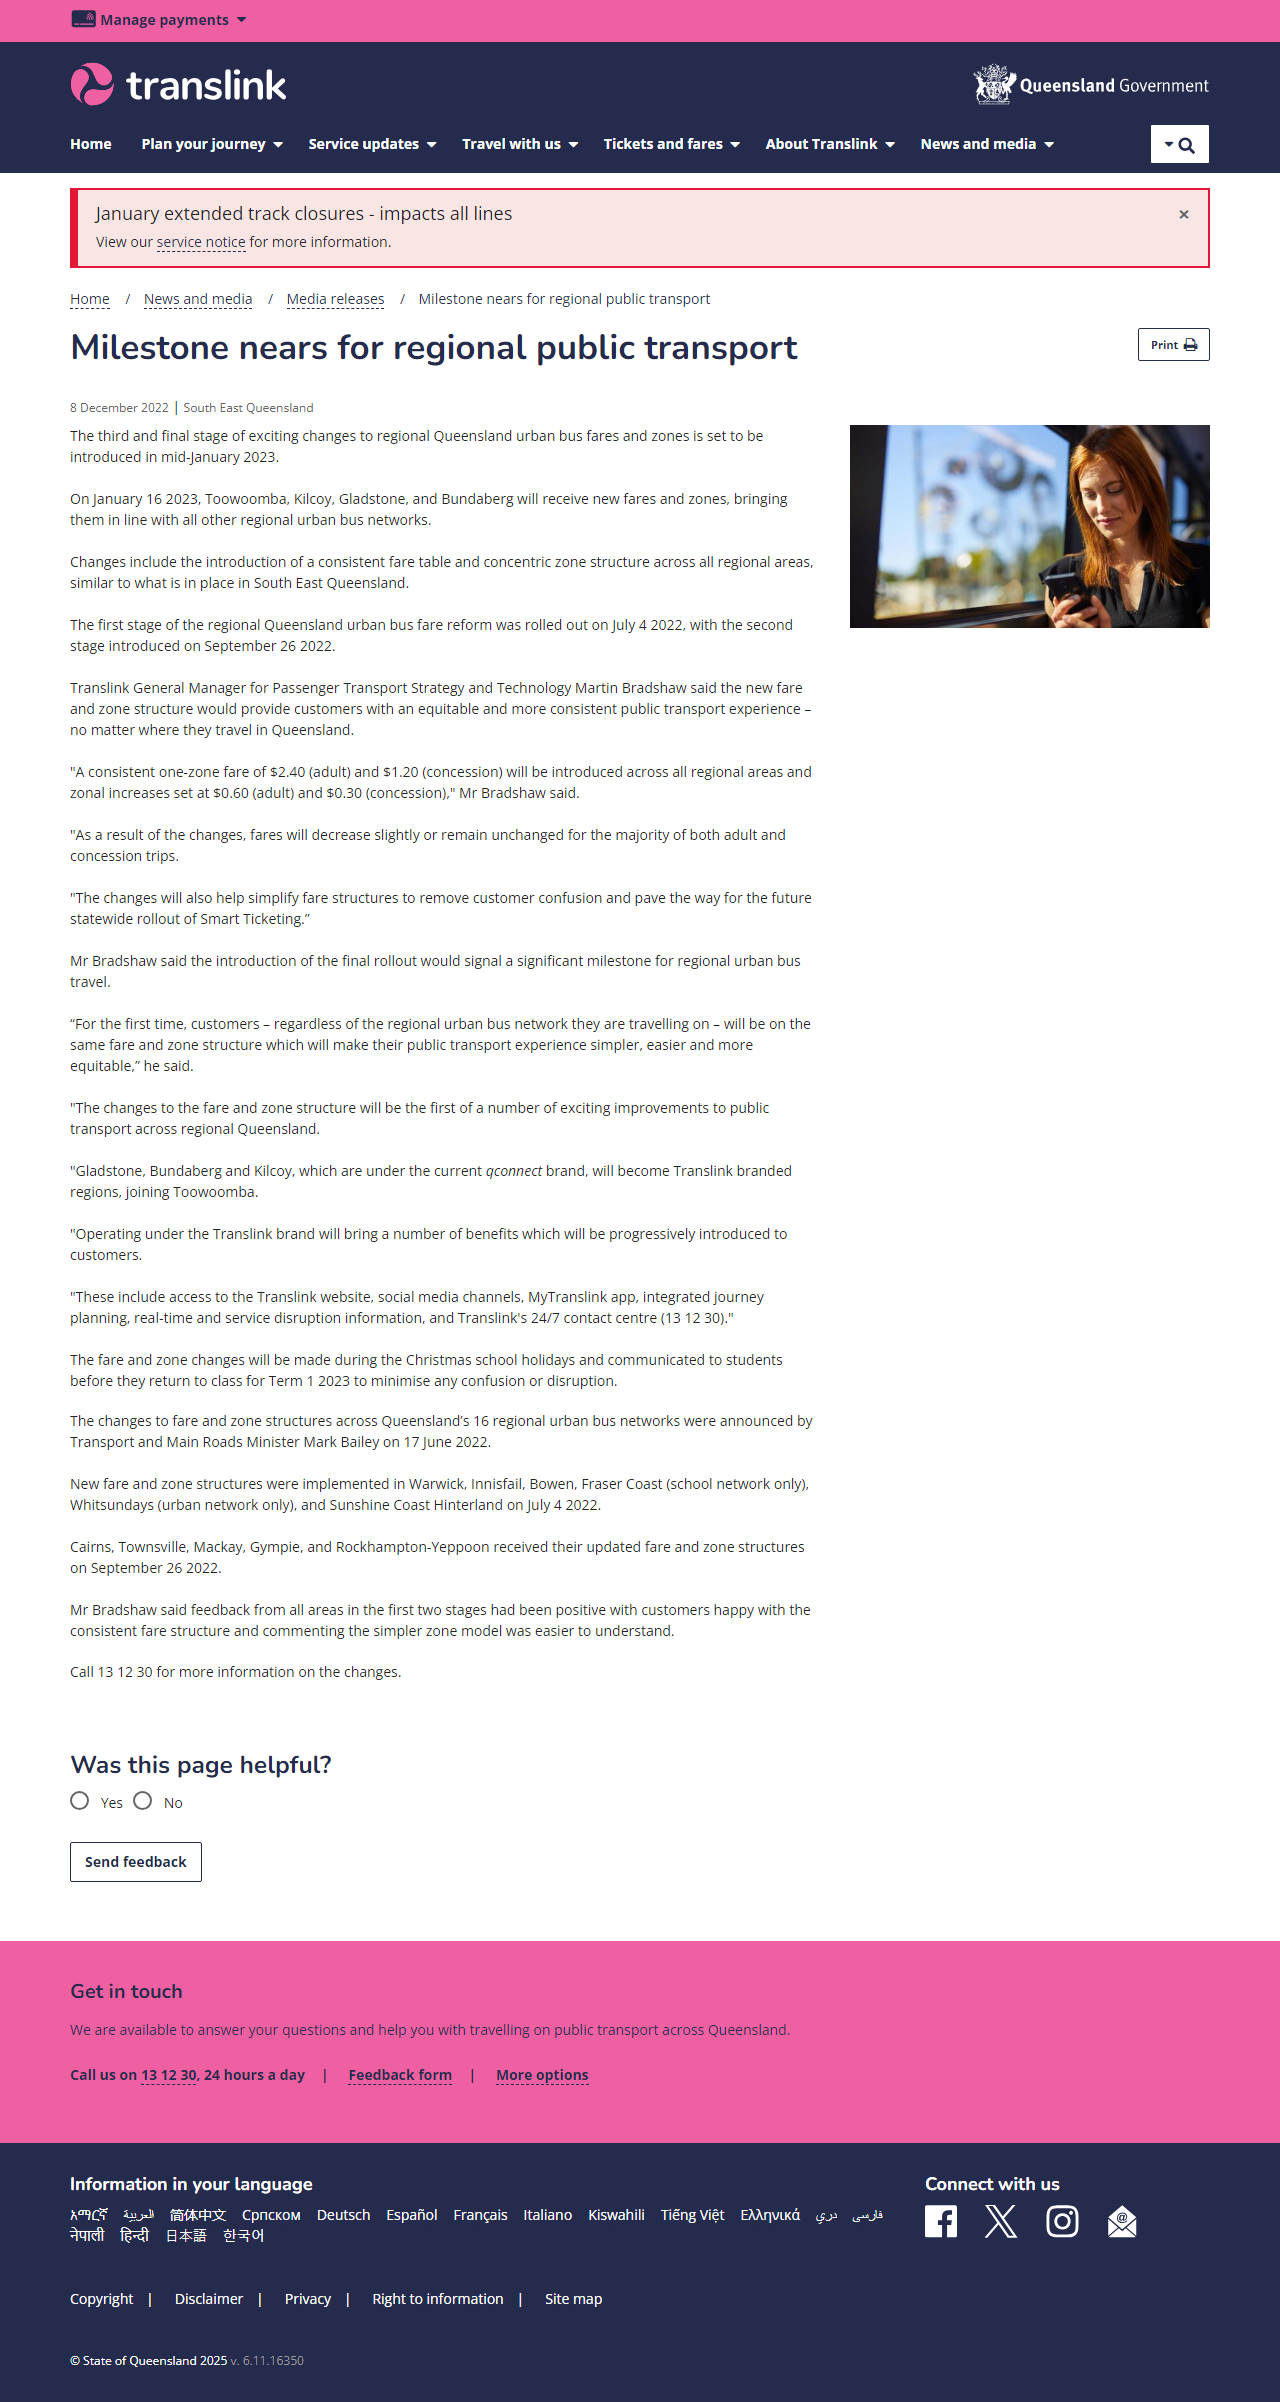 Manage payments
translink
Queensland Government
Home Plan your journey Service updates Travel with us Tickets and fares About Translink News and media
January extended track closures - impacts all lines ×
View our service notice for more information.
Home / News and media / Media releases / Milestone nears for regional public transport
Milestone nears for regional public transport
Print
8 December 2022 | South East Queensland
The third and final stage of exciting changes to regional Queensland urban bus fares and zones is set to be
introduced in mid-January 2023.
On January 16 2023, Toowoomba, Kilcoy, Gladstone, and Bundaberg will receive new fares and zones, bringing
them in line with all other regional urban bus networks.
Changes include the introduction of a consistent fare table and concentric zone structure across all regional areas,
similar to what is in place in South East Queensland.
The first stage of the regional Queensland urban bus fare reform was rolled out on July 4 2022, with the second
stage introduced on September 26 2022.
Translink General Manager for Passenger Transport Strategy and Technology Martin Bradshaw said the new fare
and zone structure would provide customers with an equitable and more consistent public transport experience –
no matter where they travel in Queensland.
"A consistent one-zone fare of $2.40 (adult) and $1.20 (concession) will be introduced across all regional areas and
zonal increases set at $0.60 (adult) and $0.30 (concession)," Mr Bradshaw said.
"As a result of the changes, fares will decrease slightly or remain unchanged for the majority of both adult and
concession trips.
"The changes will also help simplify fare structures to remove customer confusion and pave the way for the future
statewide rollout of Smart Ticketing.”
Mr Bradshaw said the introduction of the final rollout would signal a significant milestone for regional urban bus
travel.
“For the first time, customers – regardless of the regional urban bus network they are travelling on – will be on the
same fare and zone structure which will make their public transport experience simpler, easier and more
equitable,” he said.
"The changes to the fare and zone structure will be the first of a number of exciting improvements to public
transport across regional Queensland.
"Gladstone, Bundaberg and Kilcoy, which are under the current qconnect brand, will become Translink branded
regions, joining Toowoomba.
"Operating under the Translink brand will bring a number of benefits which will be progressively introduced to
customers.
"These include access to the Translink website, social media channels, MyTranslink app, integrated journey
planning, real-time and service disruption information, and Translink's 24/7 contact centre (13 12 30)."
The fare and zone changes will be made during the Christmas school holidays and communicated to students
before they return to class for Term 1 2023 to minimise any confusion or disruption.
The changes to fare and zone structures across Queensland’s 16 regional urban bus networks were announced by
Transport and Main Roads Minister Mark Bailey on 17 June 2022.
New fare and zone structures were implemented in Warwick, Innisfail, Bowen, Fraser Coast (school network only),
Whitsundays (urban network only), and Sunshine Coast Hinterland on July 4 2022.
Cairns, Townsville, Mackay, Gympie, and Rockhampton-Yeppoon received their updated fare and zone structures
on September 26 2022.
Mr Bradshaw said feedback from all areas in the first two stages had been positive with customers happy with the
consistent fare structure and commenting the simpler zone model was easier to understand.
Call 13 12 30 for more information on the changes.
Was this page helpful?
Yes No
Send feedback
Get in touch
We are available to answer your questions and help you with travelling on public transport across Queensland.
Call us on 13 12 30, 24 hours a day | Feedback form | More options
Information in your language
አማርኛ العربية 简体中文 Српском Deutsch Español Français Italiano Kiswahili Tiếng Việt Ελληνικά دری فارسی
नेपाली हिन्दी 日本語 한국어
Connect with us
Copyright | Disclaimer | Privacy | Right to information | Site map
© State of Queensland 2025 v. 6.11.16350